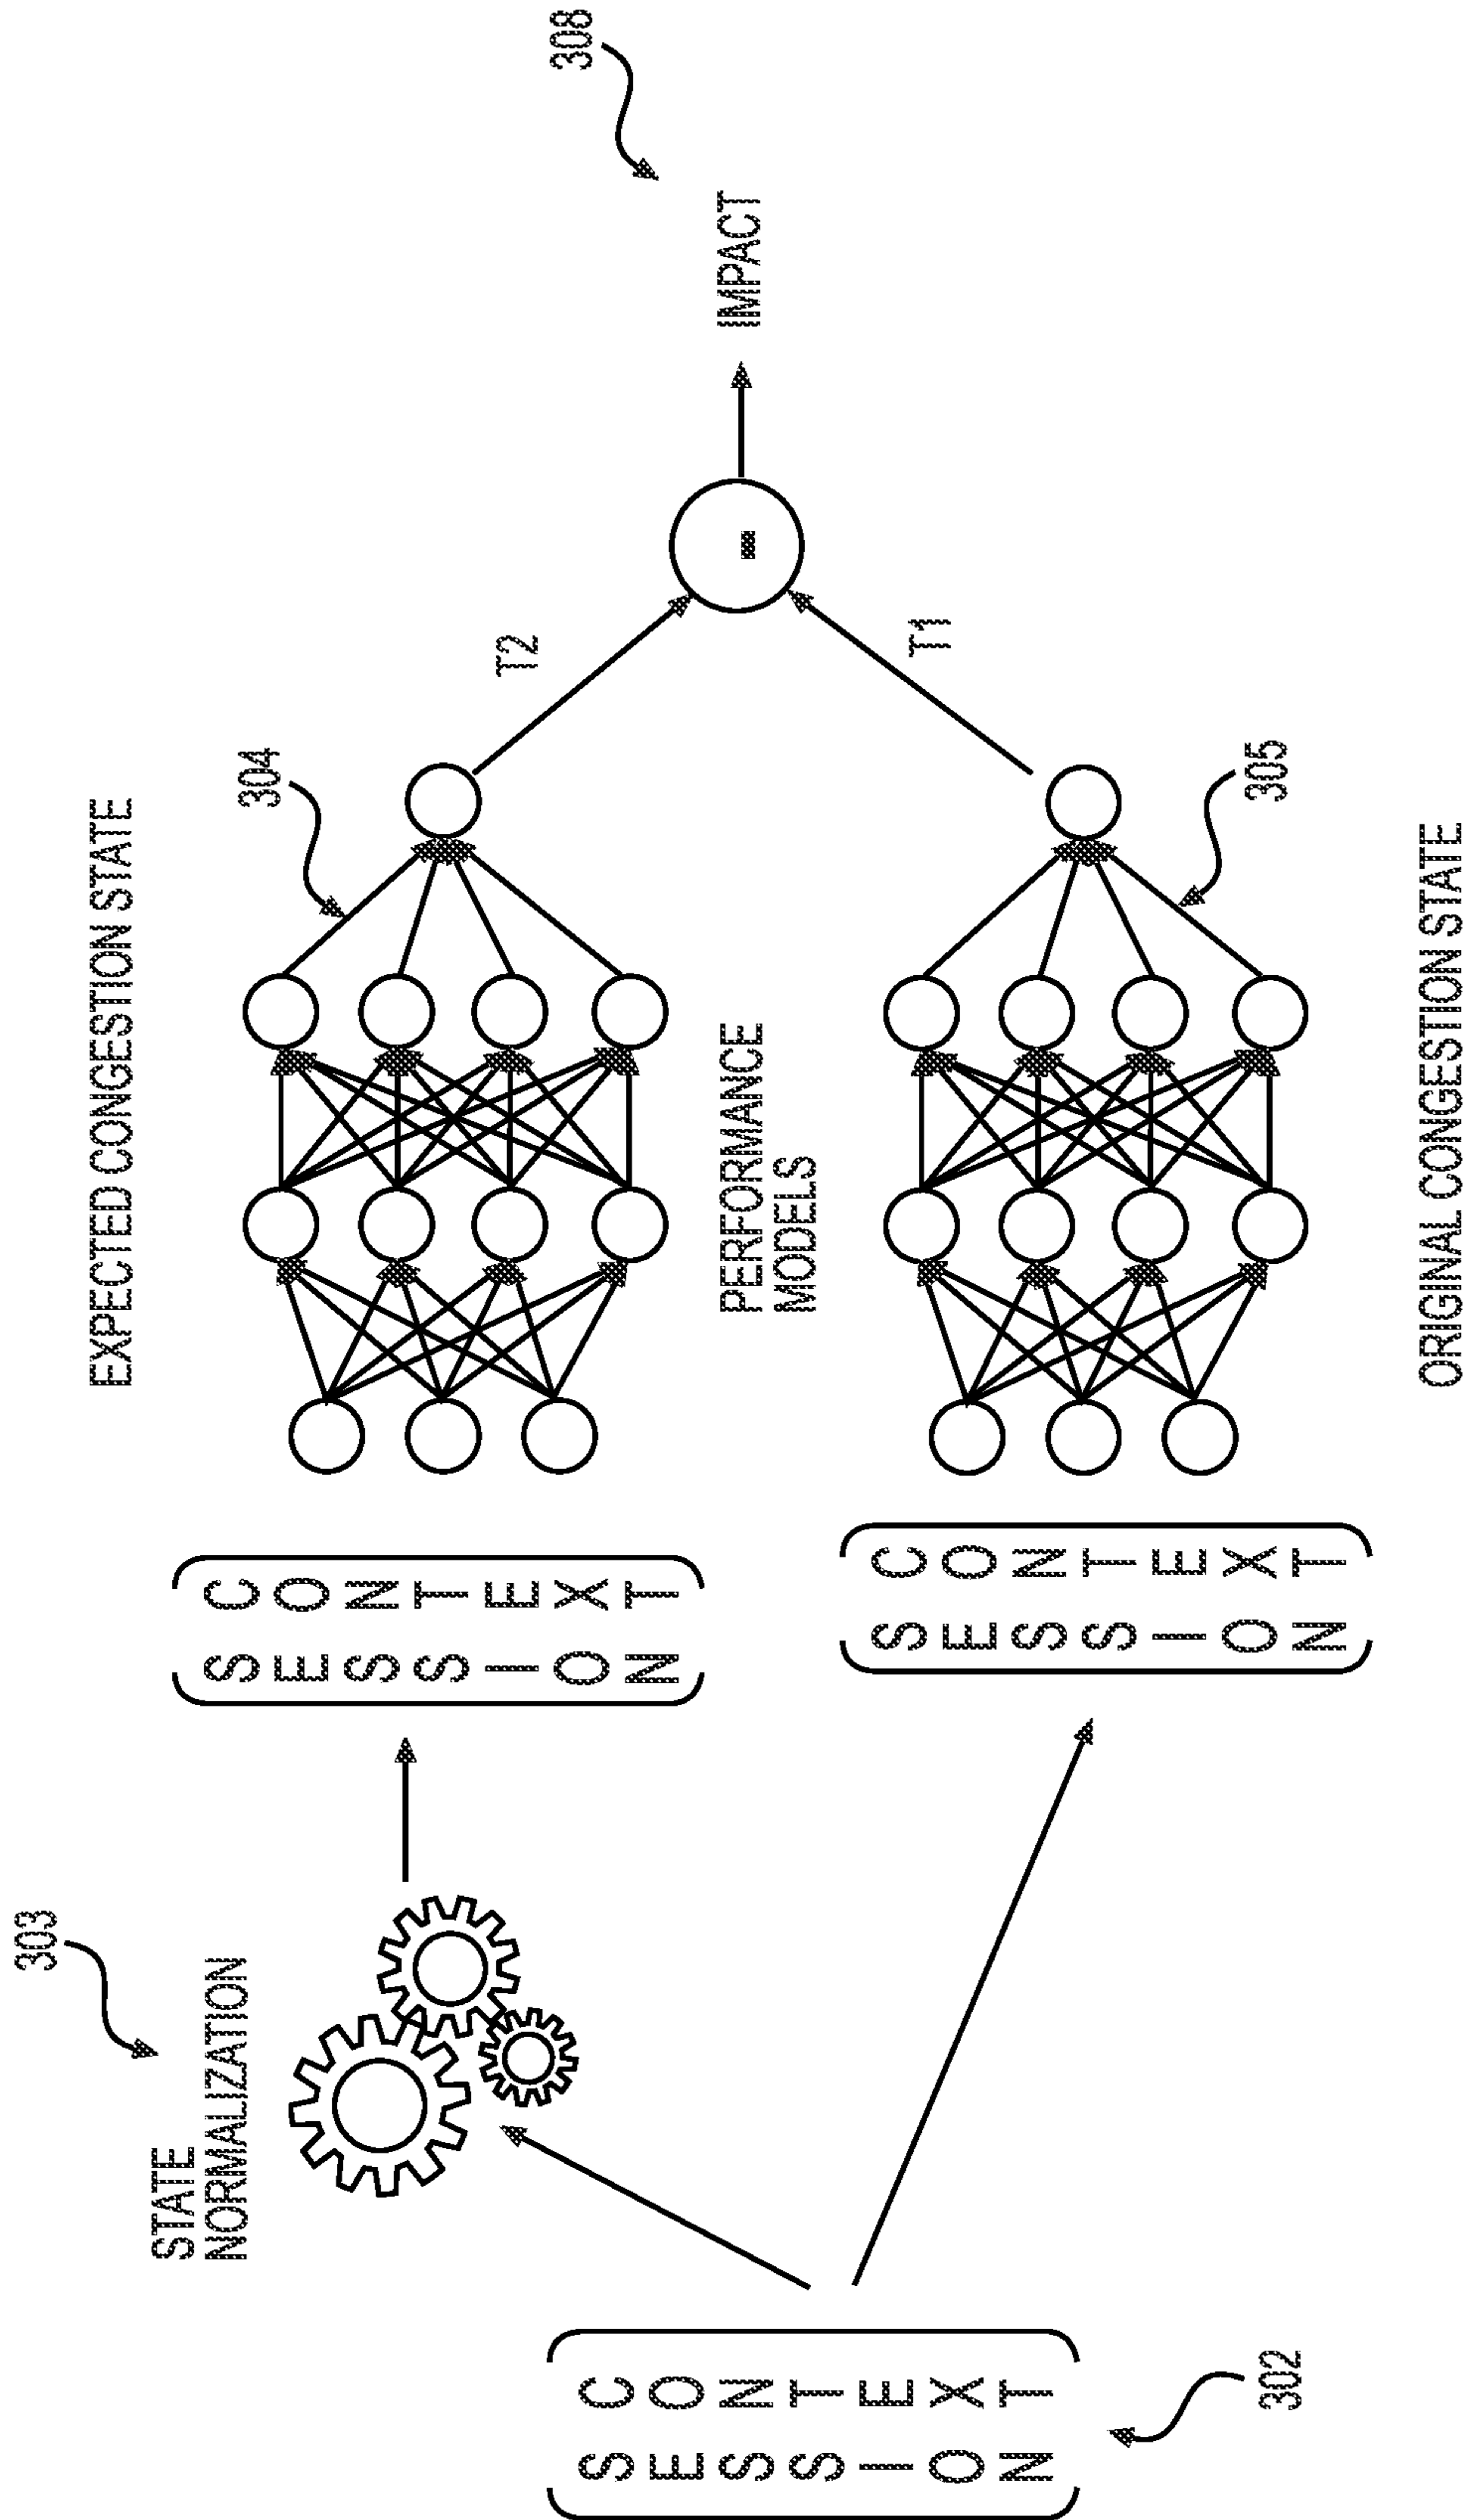 EXPECTED CONGESTION STATE
303
STATE
NORMALIZATION
304
T2
308
SESSION CONTEXT
SESSION CONTEXT
PERFORMANCE
MODELS
IMPACT
-
T1
SESSION CONTEXT
302
305
ORIGINAL CONGESTION STATE